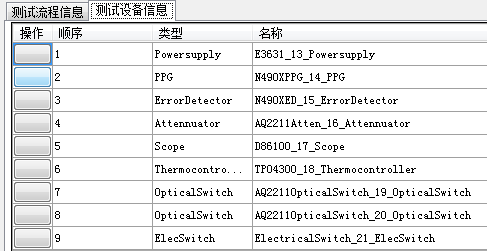 测试流程信息 测试设备信息
操作 顺序 类型 名称
1 Powersupply E3631_13_Powersupply
2 PPG N490XPPG_14_PPG
3 ErrorDetector N490XED_15_ErrorDetector
4 Attennuator AQ2211Atten_16_Attennuator
5 Scope D86100_17_Scope
6 Thermocontro... TPO4300_18_Thermocontroller
7 OpticalSwitch AQ2211OpticalSwitch_19_OpticalSwitch
8 OpticalSwitch AQ2211OpticalSwitch_20_OpticalSwitch
9 ElecSwitch ElectricalSwitch_21_ElecSwitch